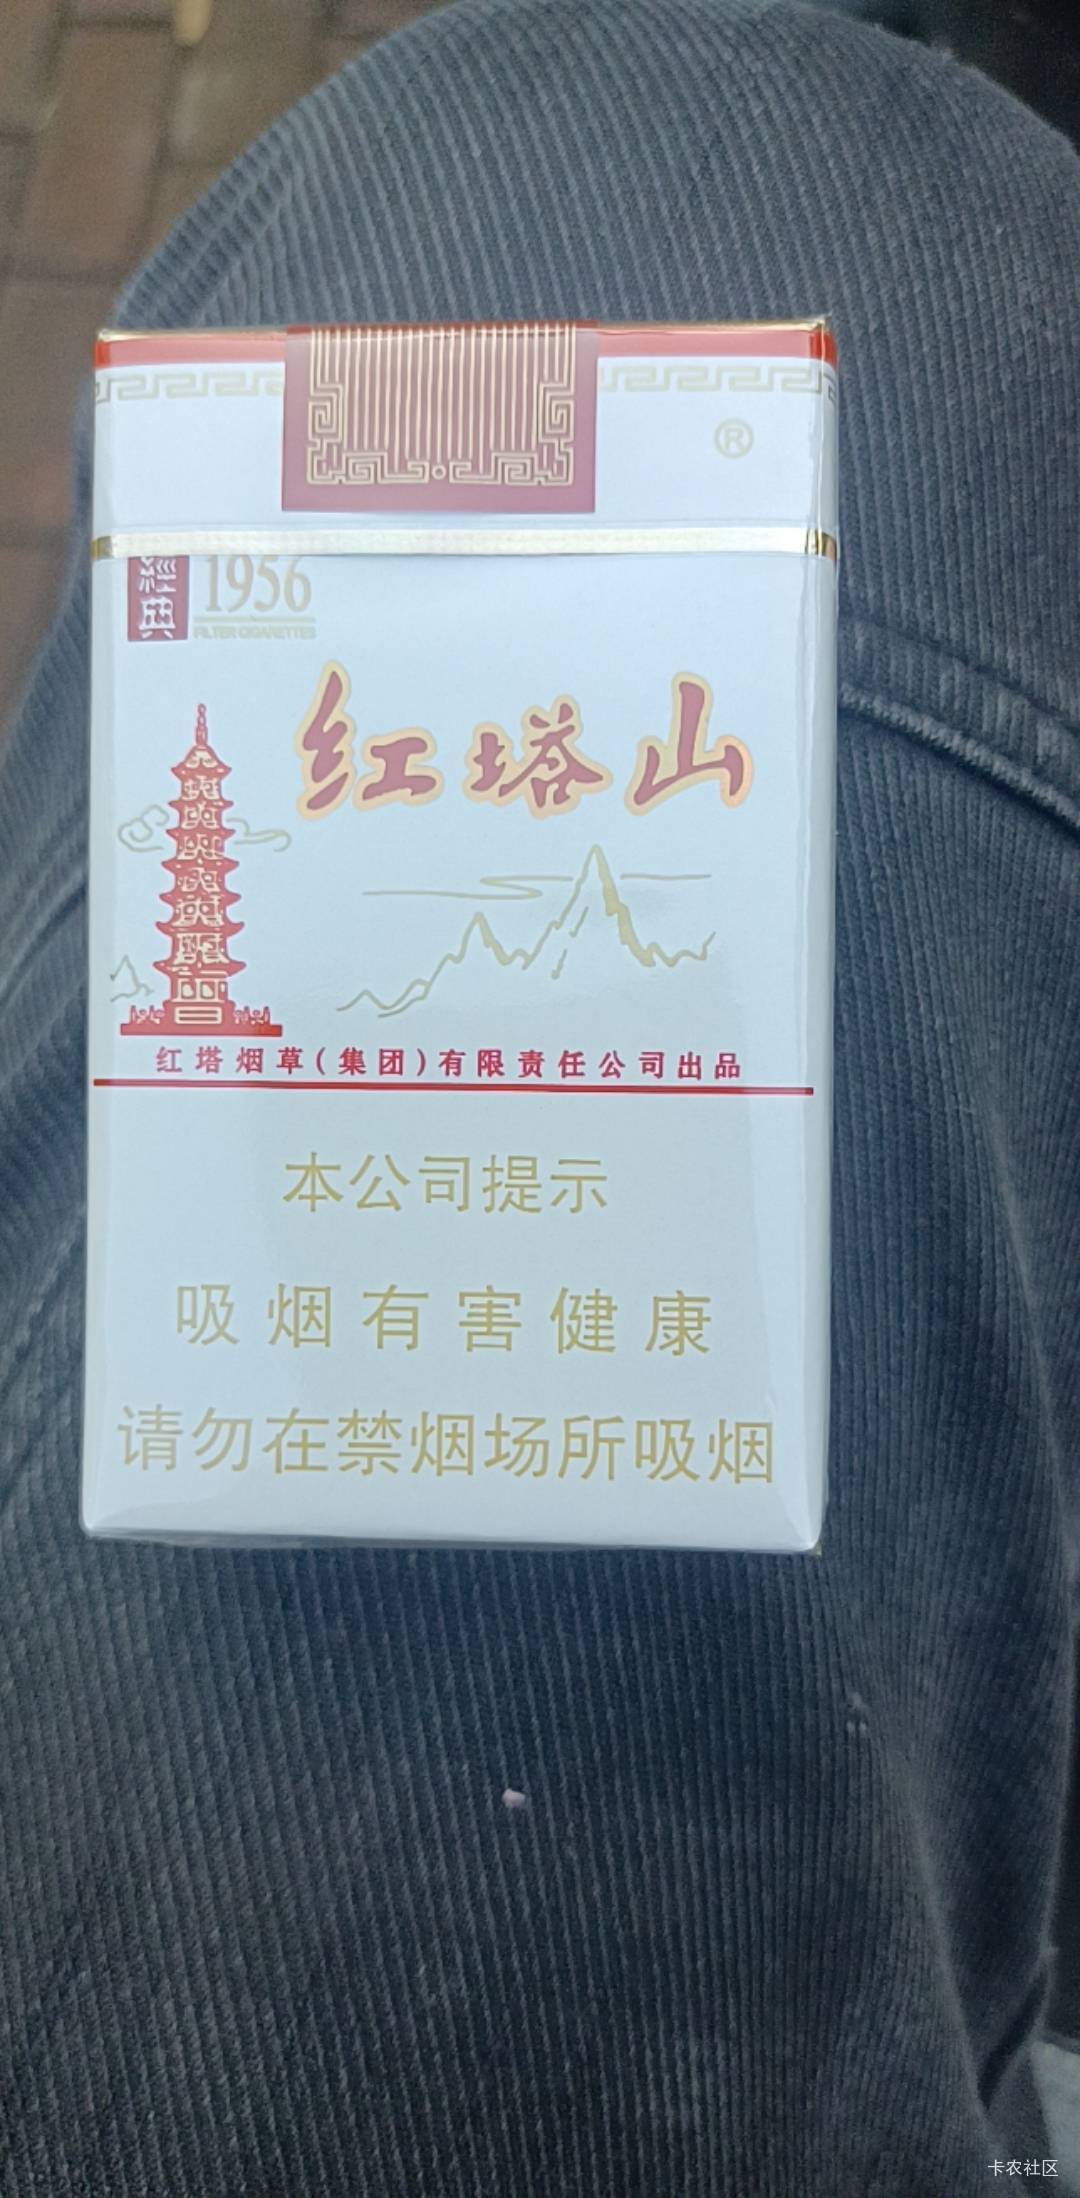 ®
經典
1956
FILTER CIGARETTES
红塔山
红塔烟草(集团)有限责任公司出品
本公司提示
吸烟有害健康
请勿在禁烟场所吸烟
卡农社区